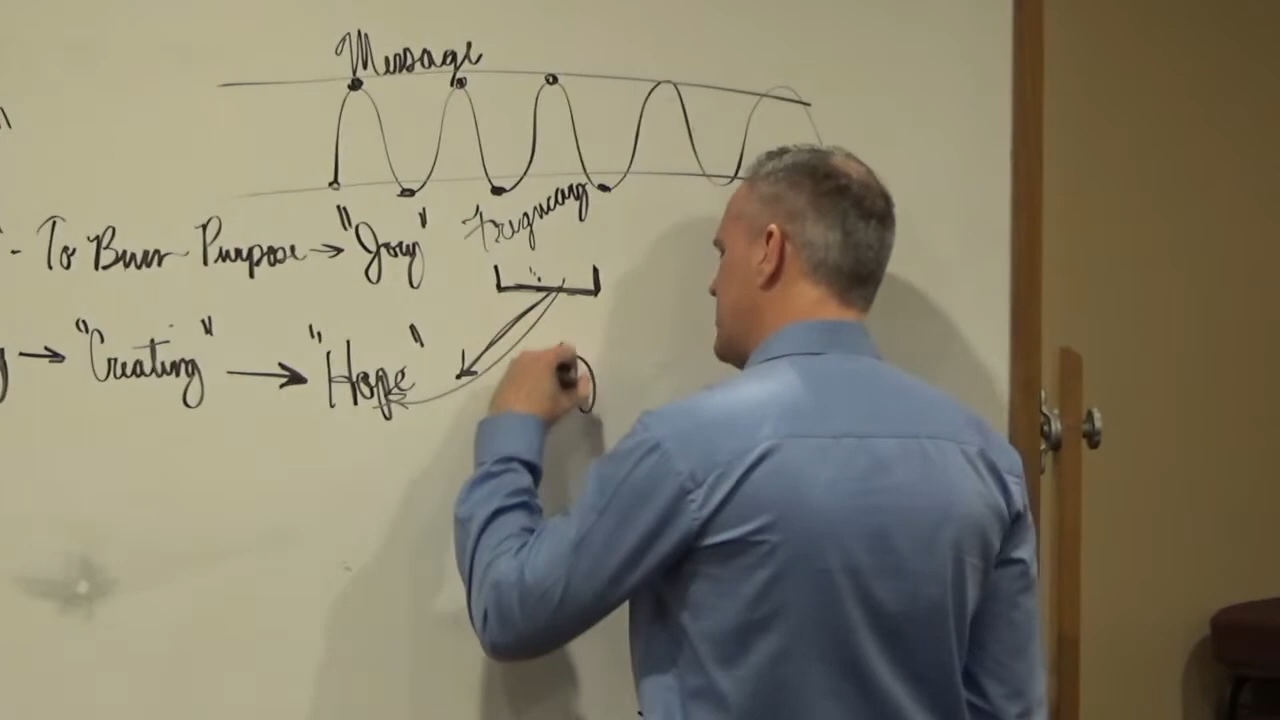 Message
Frequency
- To Burn Purpose → "Joy"
→ "Creating" → "Hope"